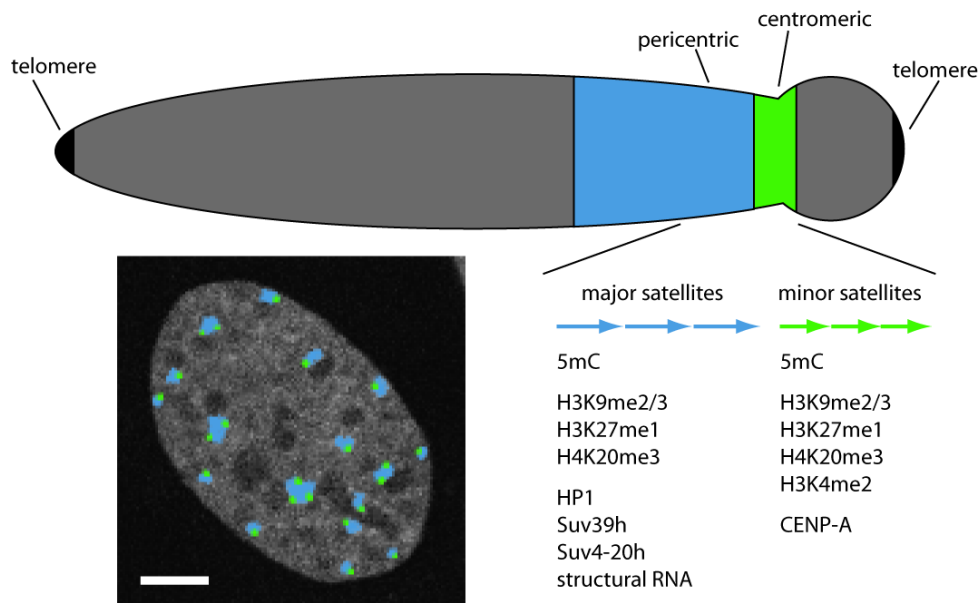 centromeric
pericentric
telomere
telomere
major satellites
5mC
H3K9me2/3
H3K27me1
H4K20me3
HP1
Suv39h
Suv4-20h
structural RNA
minor satellites
5mC
H3K9me2/3
H3K27me1
H4K20me3
H3K4me2
CENP-A